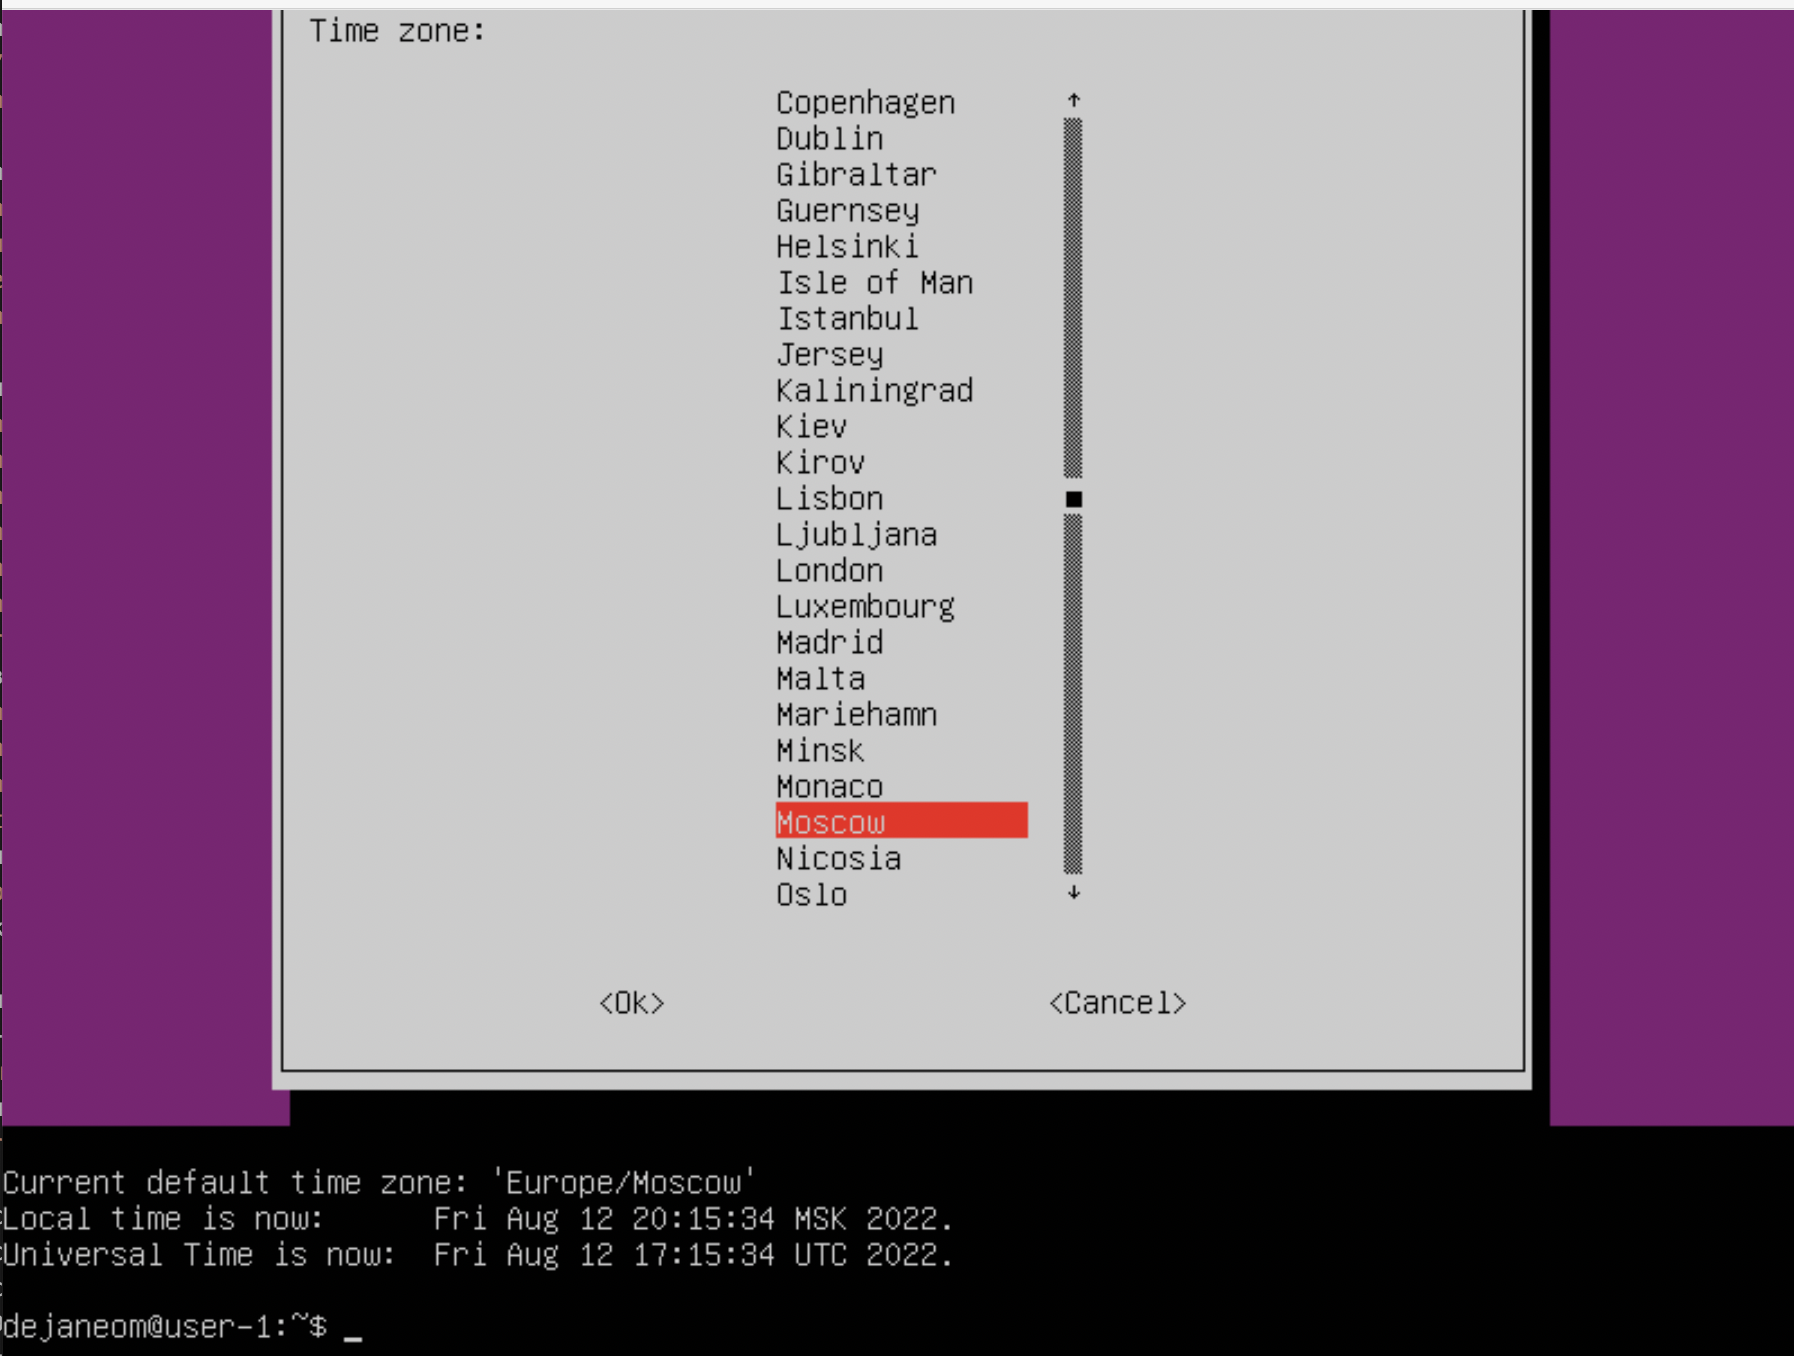 Time zone:
Copenhagen
Dublin
Gibraltar
Guernsey
Helsinki
Isle of Man
Istanbul
Jersey
Kaliningrad
Kiev
Kirov
Lisbon
Ljubljana
London
Luxembourg
Madrid
Malta
Mariehamn
Minsk
Monaco
Moscow
Nicosia
Oslo
<Ok> <Cancel>
Current default time zone: 'Europe/Moscow'
Local time is now:      Fri Aug 12 20:15:34 MSK 2022.
Universal Time is now:  Fri Aug 12 17:15:34 UTC 2022.
dejaneom@user-1:~$ _